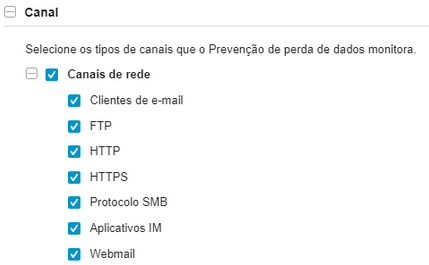 Canal
Selecione os tipos de canais que o Prevenção de perda de dados monitora.
Canais de rede
Clientes de e-mail
FTP
HTTP
HTTPS
Protocolo SMB
Aplicativos IM
Webmail